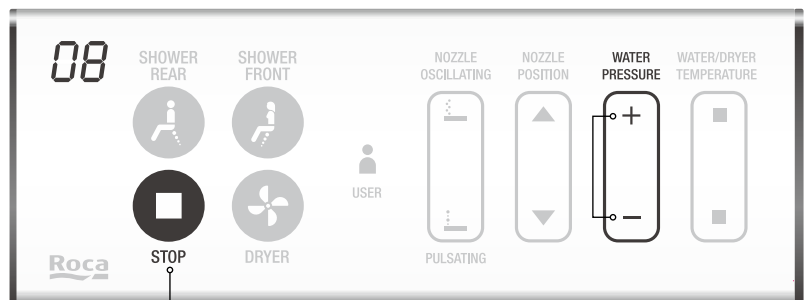 08
SHOWER
REAR
SHOWER
FRONT
NOZZLE
OSCILLATING
NOZZLE
POSITION
WATER
PRESSURE
WATER/DRYER
TEMPERATURE
+
−
USER
STOP
DRYER
PULSATING
Roca